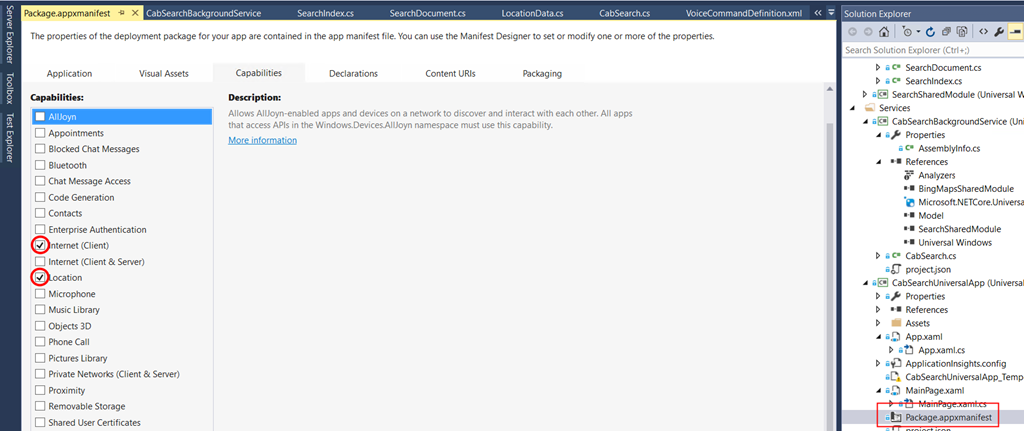 Package.appxmanifest
CabSearchBackgroundService
SearchIndex.cs
SearchDocument.cs
LocationData.cs
CabSearch.cs
VoiceCommandDefinition.xml
Server Explorer
Toolbox
Test Explorer
The properties of the deployment package for your app are contained in the app manifest file. You can use the Manifest Designer to set or modify one or more of the properties.
Application
Visual Assets
Capabilities
Declarations
Content URIs
Packaging
Capabilities:
AllJoyn
Appointments
Blocked Chat Messages
Bluetooth
Chat Message Access
Code Generation
Contacts
Enterprise Authentication
Internet (Client)
Internet (Client & Server)
Location
Microphone
Music Library
Objects 3D
Phone Call
Pictures Library
Private Networks (Client & Server)
Proximity
Removable Storage
Shared User Certificates
Description:
Allows AllJoyn-enabled apps and devices on a network to discover and interact with each other. All apps
that access APIs in the Windows.Devices.AllJoyn namespace must use this capability.
More information
Solution Explorer
Search Solution Explorer (Ctrl+;)
SearchDocument.cs
SearchIndex.cs
SearchSharedModule (Universal W
Services
CabSearchBackgroundService (Uni
Properties
AssemblyInfo.cs
References
Analyzers
BingMapsSharedModule
Microsoft.NETCore.Universa
Model
SearchSharedModule
Universal Windows
CabSearch.cs
project.json
CabSearchUniversalApp (Universa
Properties
References
Assets
App.xaml
App.xaml.cs
ApplicationInsights.config
CabSearchUniversalApp_Temp
MainPage.xaml
MainPage.xaml.cs
Package.appxmanifest
project.json